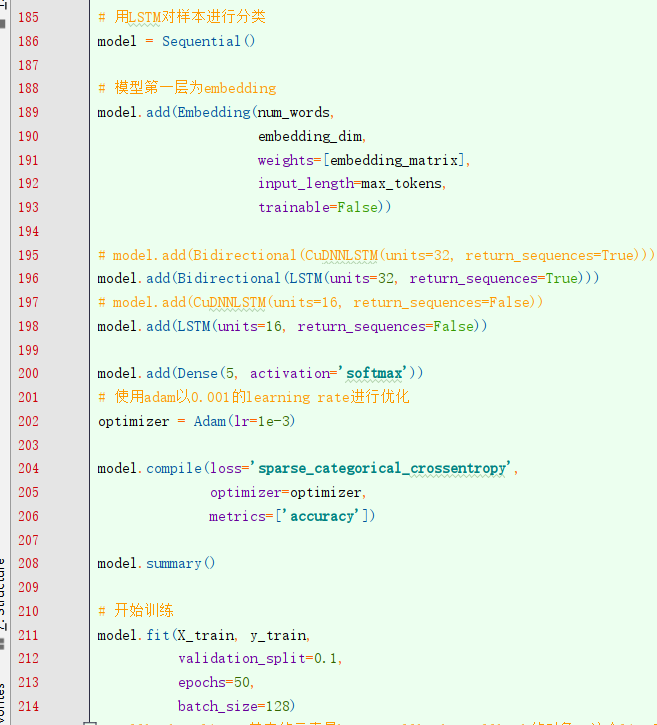 185 # 用LSTM对样本进行分类
186 model = Sequential()
187
188 # 模型第一层为embedding
189 model.add(Embedding(num_words,
190 embedding_dim,
191 weights=[embedding_matrix],
192 input_length=max_tokens,
193 trainable=False))
194
195 # model.add(Bidirectional(CuDNNLSTM(units=32, return_sequences=True)))
196 model.add(Bidirectional(LSTM(units=32, return_sequences=True)))
197 # model.add(CuDNNLSTM(units=16, return_sequences=False))
198 model.add(LSTM(units=16, return_sequences=False))
199
200 model.add(Dense(5, activation='softmax'))
201 # 使用adam以0.001的learning rate进行优化
202 optimizer = Adam(lr=1e-3)
203
204 model.compile(loss='sparse_categorical_crossentropy',
205 optimizer=optimizer,
206 metrics=['accuracy'])
207
208 model.summary()
209
210 # 开始训练
211 model.fit(X_train, y_train,
212 validation_split=0.1,
213 epochs=50,
214 batch_size=128)
Z: Structure